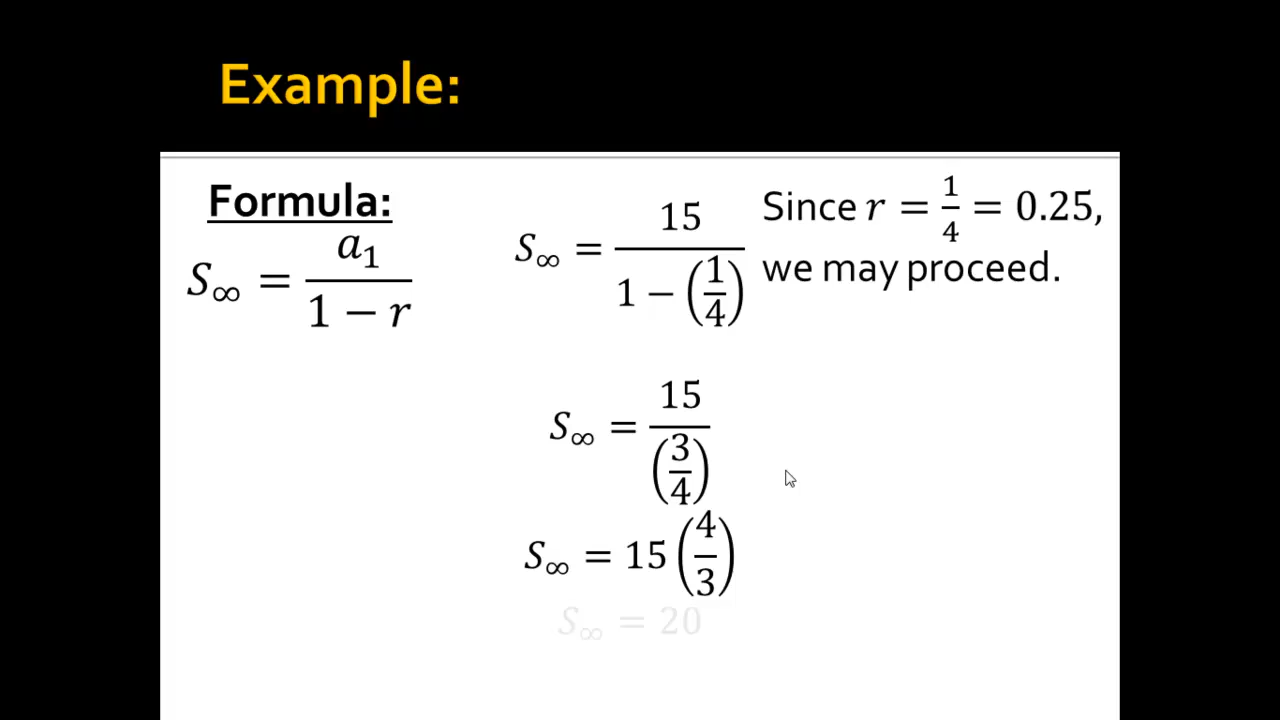 Example:
Formula:
S∞ = a₁ / (1 − r)
S∞ = 15 / (1 − (1/4))
Since r = 1/4 = 0.25,
we may proceed.
S∞ = 15 / (3/4)
S∞ = 15 (4/3)
S∞ = 20